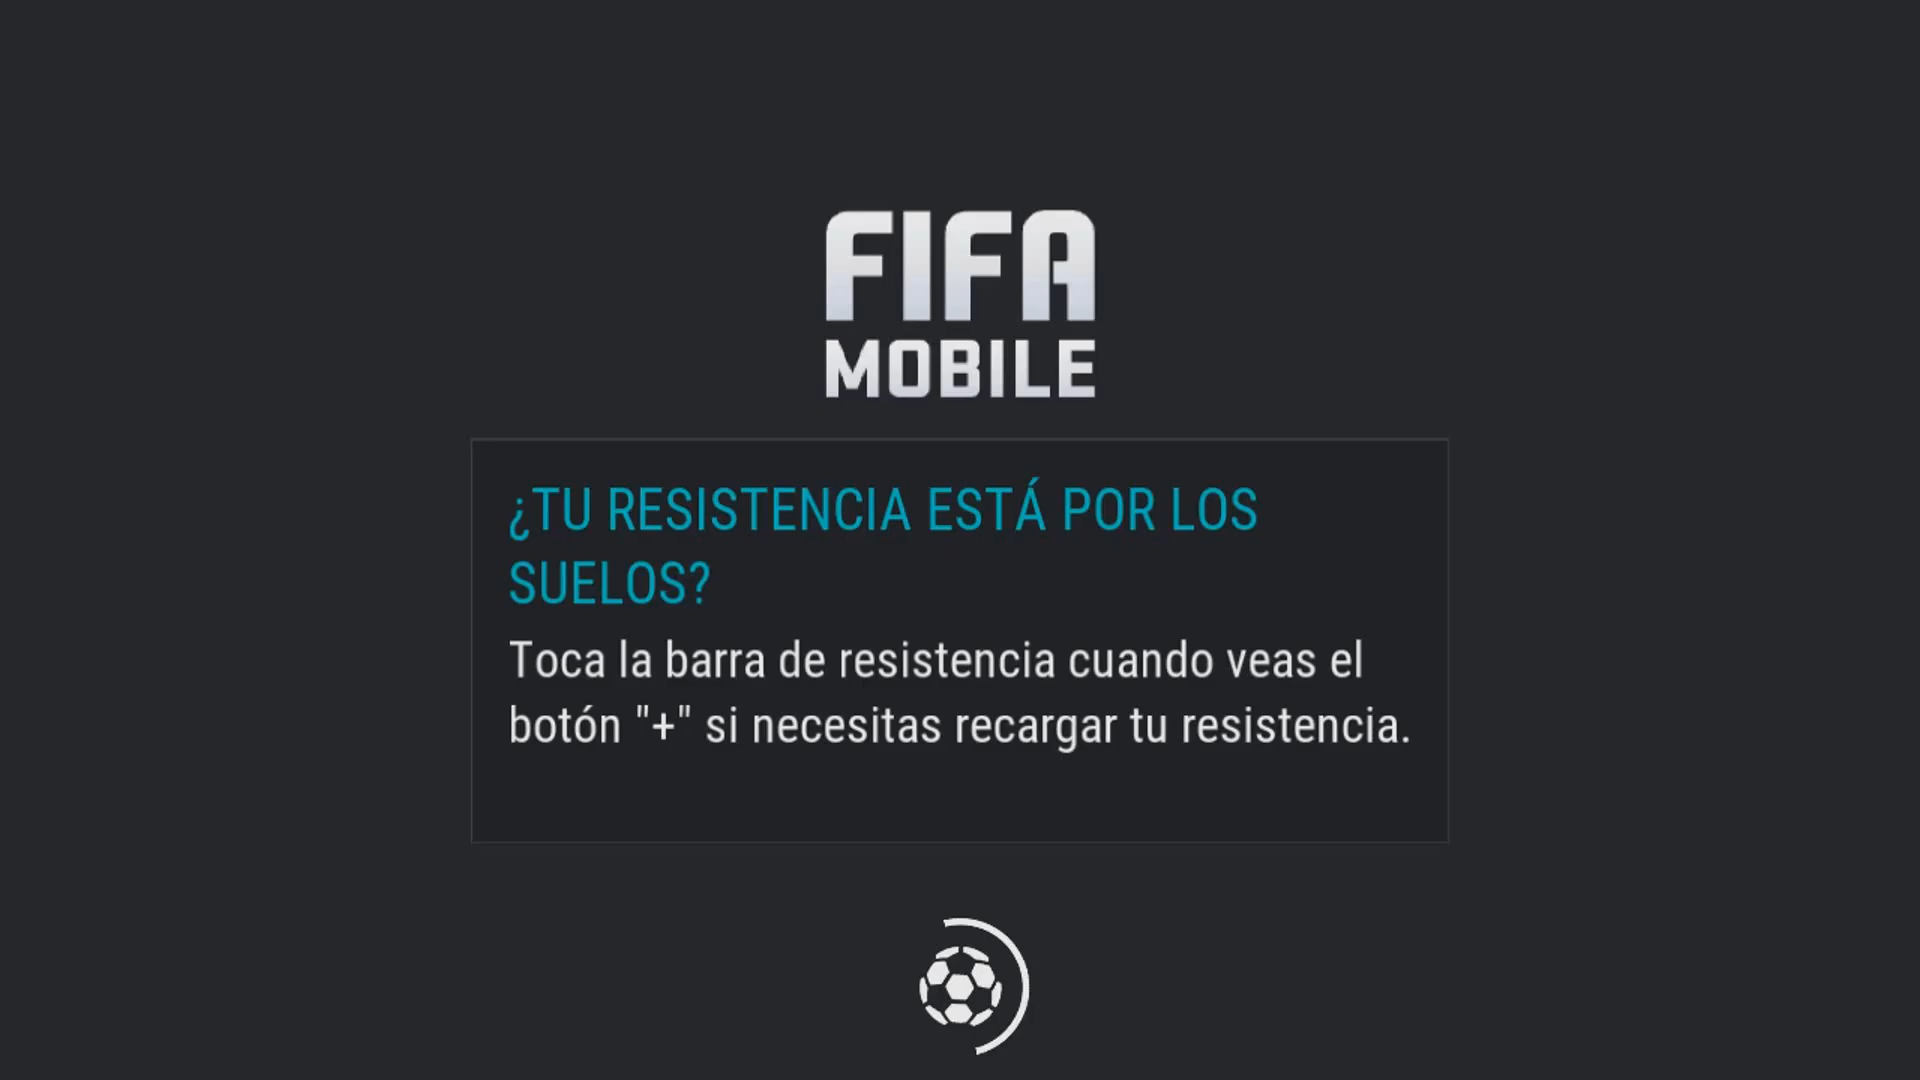 FIFA
MOBILE
¿TU RESISTENCIA ESTÁ POR LOS
SUELOS?
Toca la barra de resistencia cuando veas el
botón "+" si necesitas recargar tu resistencia.